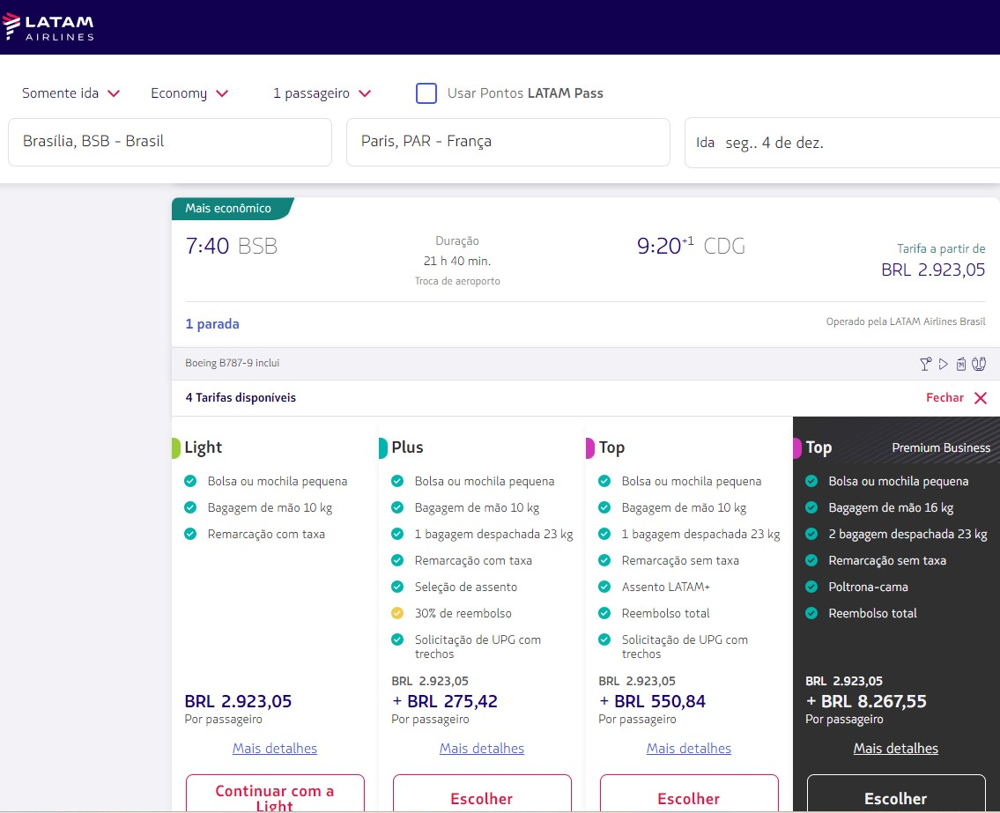 LATAM
AIRLINES
Somente ida
Economy
1 passageiro
Usar Pontos LATAM Pass
Brasília, BSB - Brasil
Paris, PAR - França
Ida seg.. 4 de dez.
Mais econômico
7:40 BSB
Duração
21 h 40 min.
Troca de aeroporto
9:20+1 CDG
Tarifa a partir de
BRL 2.923,05
1 parada
Operado pela LATAM Airlines Brasil
Boeing B787-9 inclui
4 Tarifas disponíveis
Fechar
Light
Bolsa ou mochila pequena
Bagagem de mão 10 kg
Remarcação com taxa
BRL 2.923,05
Por passageiro
Mais detalhes
Continuar com a
Light
Plus
Bolsa ou mochila pequena
Bagagem de mão 10 kg
1 bagagem despachada 23 kg
Remarcação com taxa
Seleção de assento
30% de reembolso
Solicitação de UPG com
trechos
BRL 2.923,05
+ BRL 275,42
Por passageiro
Mais detalhes
Escolher
Top
Bolsa ou mochila pequena
Bagagem de mão 10 kg
1 bagagem despachada 23 kg
Remarcação sem taxa
Assento LATAM+
Reembolso total
Solicitação de UPG com
trechos
BRL 2.923,05
+ BRL 550,84
Por passageiro
Mais detalhes
Escolher
Top Premium Business
Bolsa ou mochila pequena
Bagagem de mão 16 kg
2 bagagem despachada 23 kg
Remarcação sem taxa
Poltrona-cama
Reembolso total
BRL 2.923,05
+ BRL 8.267,55
Por passageiro
Mais detalhes
Escolher